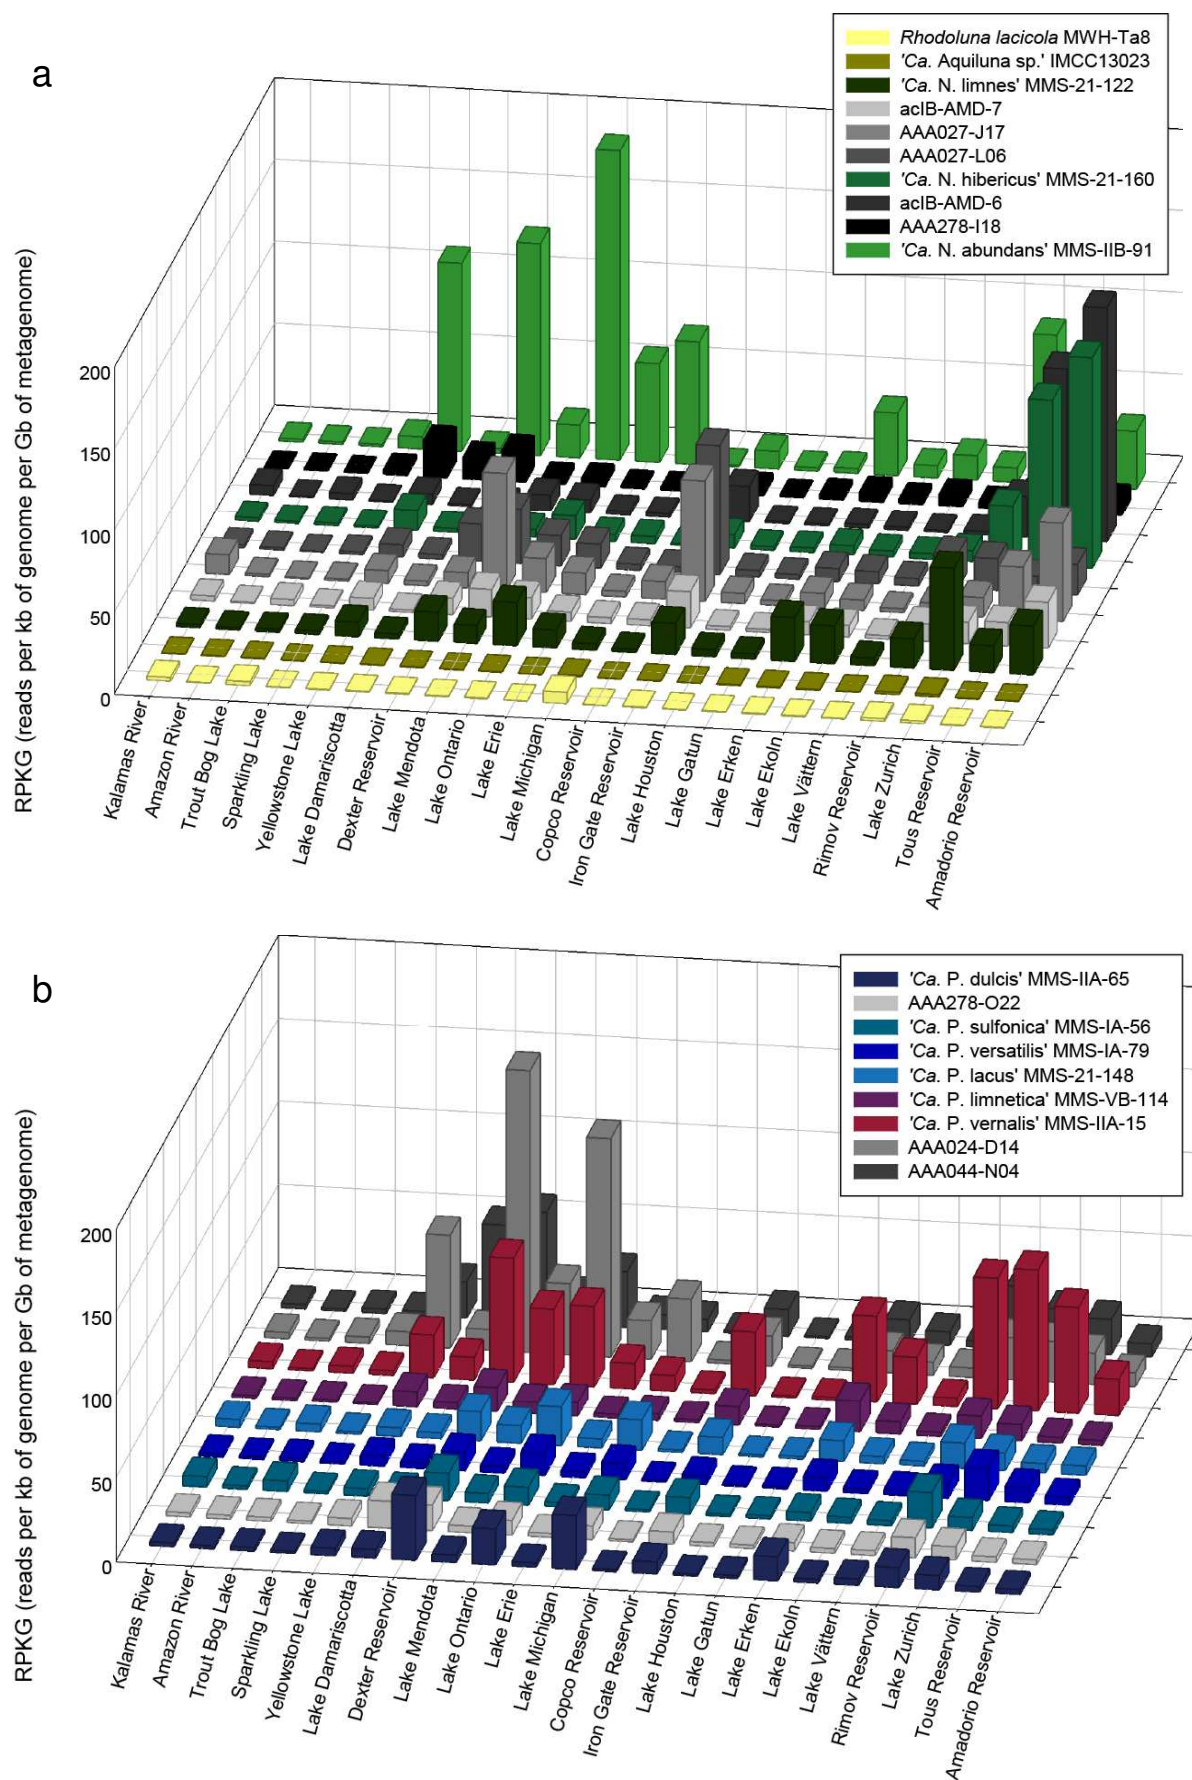 a
Rhodoluna lacicola MWH-Ta8
'Ca. Aquiluna sp.' IMCC13023
'Ca. N. limnes' MMS-21-122
acIB-AMD-7
AAA027-J17
AAA027-L06
'Ca. N. hibericus' MMS-21-160
acIB-AMD-6
AAA278-I18
'Ca. N. abundans' MMS-IIB-91
RPKG (reads per kb of genome per Gb of metagenome)
200
150
100
50
0
Kalamas River
Amazon River
Trout Bog Lake
Sparkling Lake
Yellowstone Lake
Lake Damariscotta
Dexter Reservoir
Lake Mendota
Lake Ontario
Lake Erie
Lake Michigan
Copco Reservoir
Iron Gate Reservoir
Lake Houston
Lake Gatun
Lake Erken
Lake Ekoln
Lake Vättern
Rimov Reservoir
Lake Zurich
Tous Reservoir
Amadorio Reservoir
b
'Ca. P. dulcis' MMS-IIA-65
AAA278-O22
'Ca. P. sulfonica' MMS-IA-56
'Ca. P. versatilis' MMS-IA-79
'Ca. P. lacus' MMS-21-148
'Ca. P. limnetica' MMS-VB-114
'Ca. P. vernalis' MMS-IIA-15
AAA024-D14
AAA044-N04
RPKG (reads per kb of genome per Gb of metagenome)
200
150
100
50
0
Kalamas River
Amazon River
Trout Bog Lake
Sparkling Lake
Yellowstone Lake
Lake Damariscotta
Dexter Reservoir
Lake Mendota
Lake Ontario
Lake Erie
Lake Michigan
Copco Reservoir
Iron Gate Reservoir
Lake Houston
Lake Gatun
Lake Erken
Lake Ekoln
Lake Vättern
Rimov Reservoir
Lake Zurich
Tous Reservoir
Amadorio Reservoir